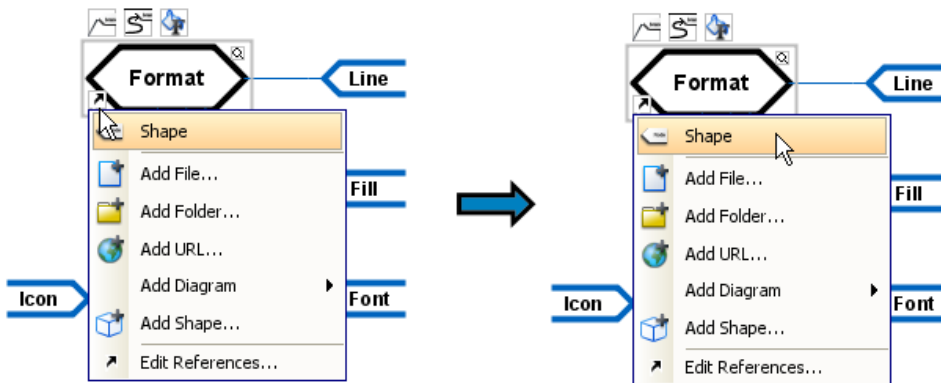 Format
Line
Shape
Add File...
Fill
Add Folder...
Add URL...
Add Diagram
Icon
Font
Add Shape...
Edit References...
Format
Line
Shape
Add File...
Fill
Add Folder...
Add URL...
Add Diagram
Icon
Font
Add Shape...
Edit References...